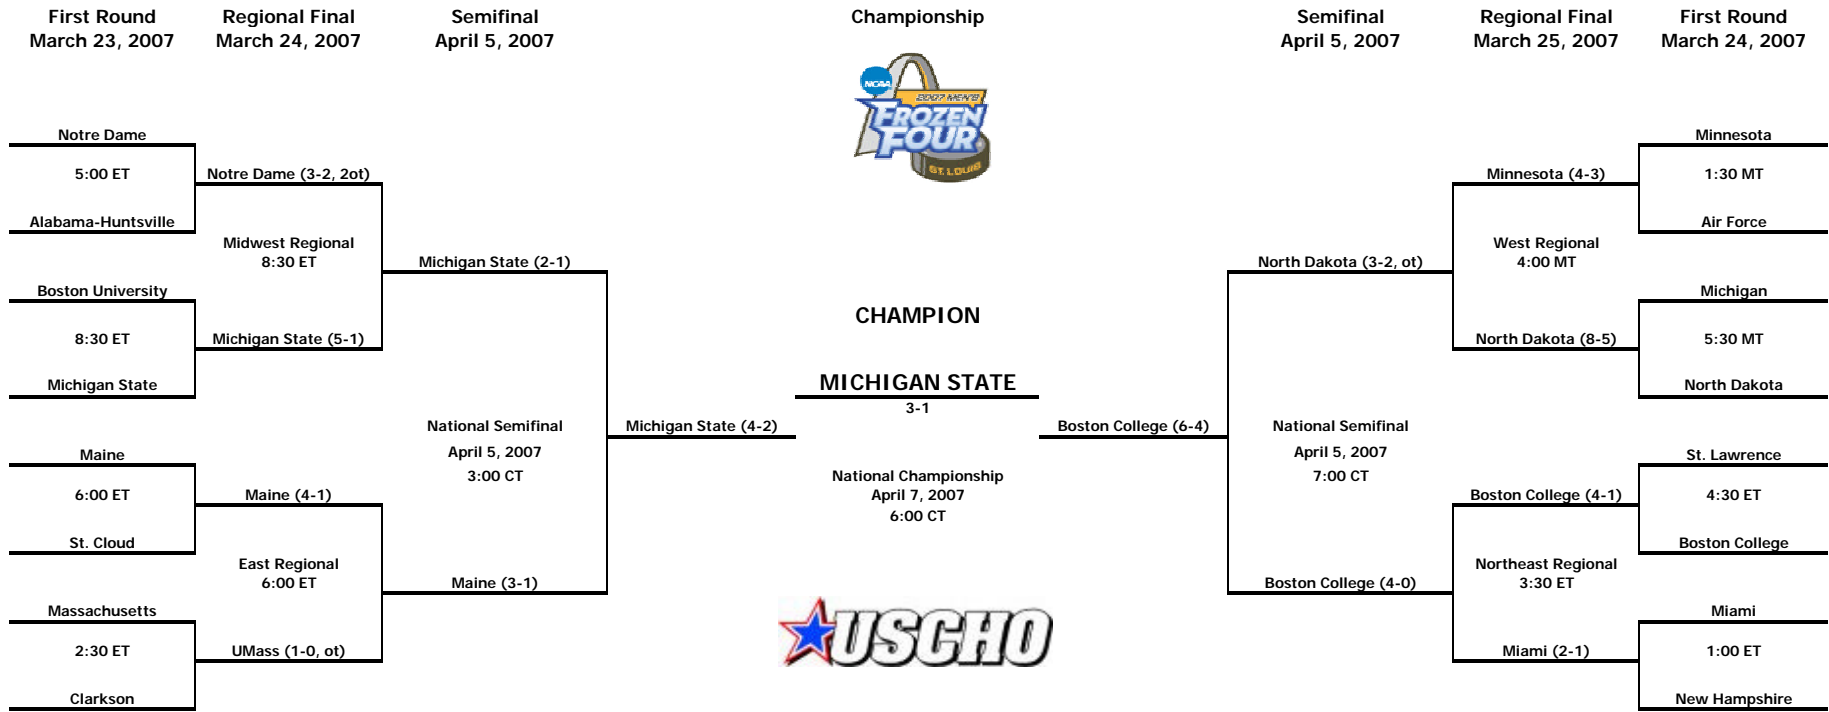 First Round
March 23, 2007
Regional Final
March 24, 2007
Semifinal
April 5, 2007
Championship
Semifinal
April 5, 2007
Regional Final
March 25, 2007
First Round
March 24, 2007
NCAA
2007 MEN'S
FROZEN
FOUR
ST. LOUIS
Notre Dame
5:00 ET
Alabama-Huntsville
Boston University
8:30 ET
Michigan State
Maine
6:00 ET
St. Cloud
Massachusetts
2:30 ET
Clarkson
Notre Dame (3-2, 2ot)
Midwest Regional
8:30 ET
Michigan State (5-1)
Maine (4-1)
East Regional
6:00 ET
UMass (1-0, ot)
Michigan State (2-1)
National Semifinal
April 5, 2007
3:00 CT
Maine (3-1)
Michigan State (4-2)
CHAMPION
MICHIGAN STATE
3-1
National Championship
April 7, 2007
6:00 CT
USCHO
Boston College (6-4)
North Dakota (3-2, ot)
National Semifinal
April 5, 2007
7:00 CT
Boston College (4-0)
Minnesota (4-3)
West Regional
4:00 MT
North Dakota (8-5)
Boston College (4-1)
Northeast Regional
3:30 ET
Miami (2-1)
Minnesota
1:30 MT
Air Force
Michigan
5:30 MT
North Dakota
St. Lawrence
4:30 ET
Boston College
Miami
1:00 ET
New Hampshire